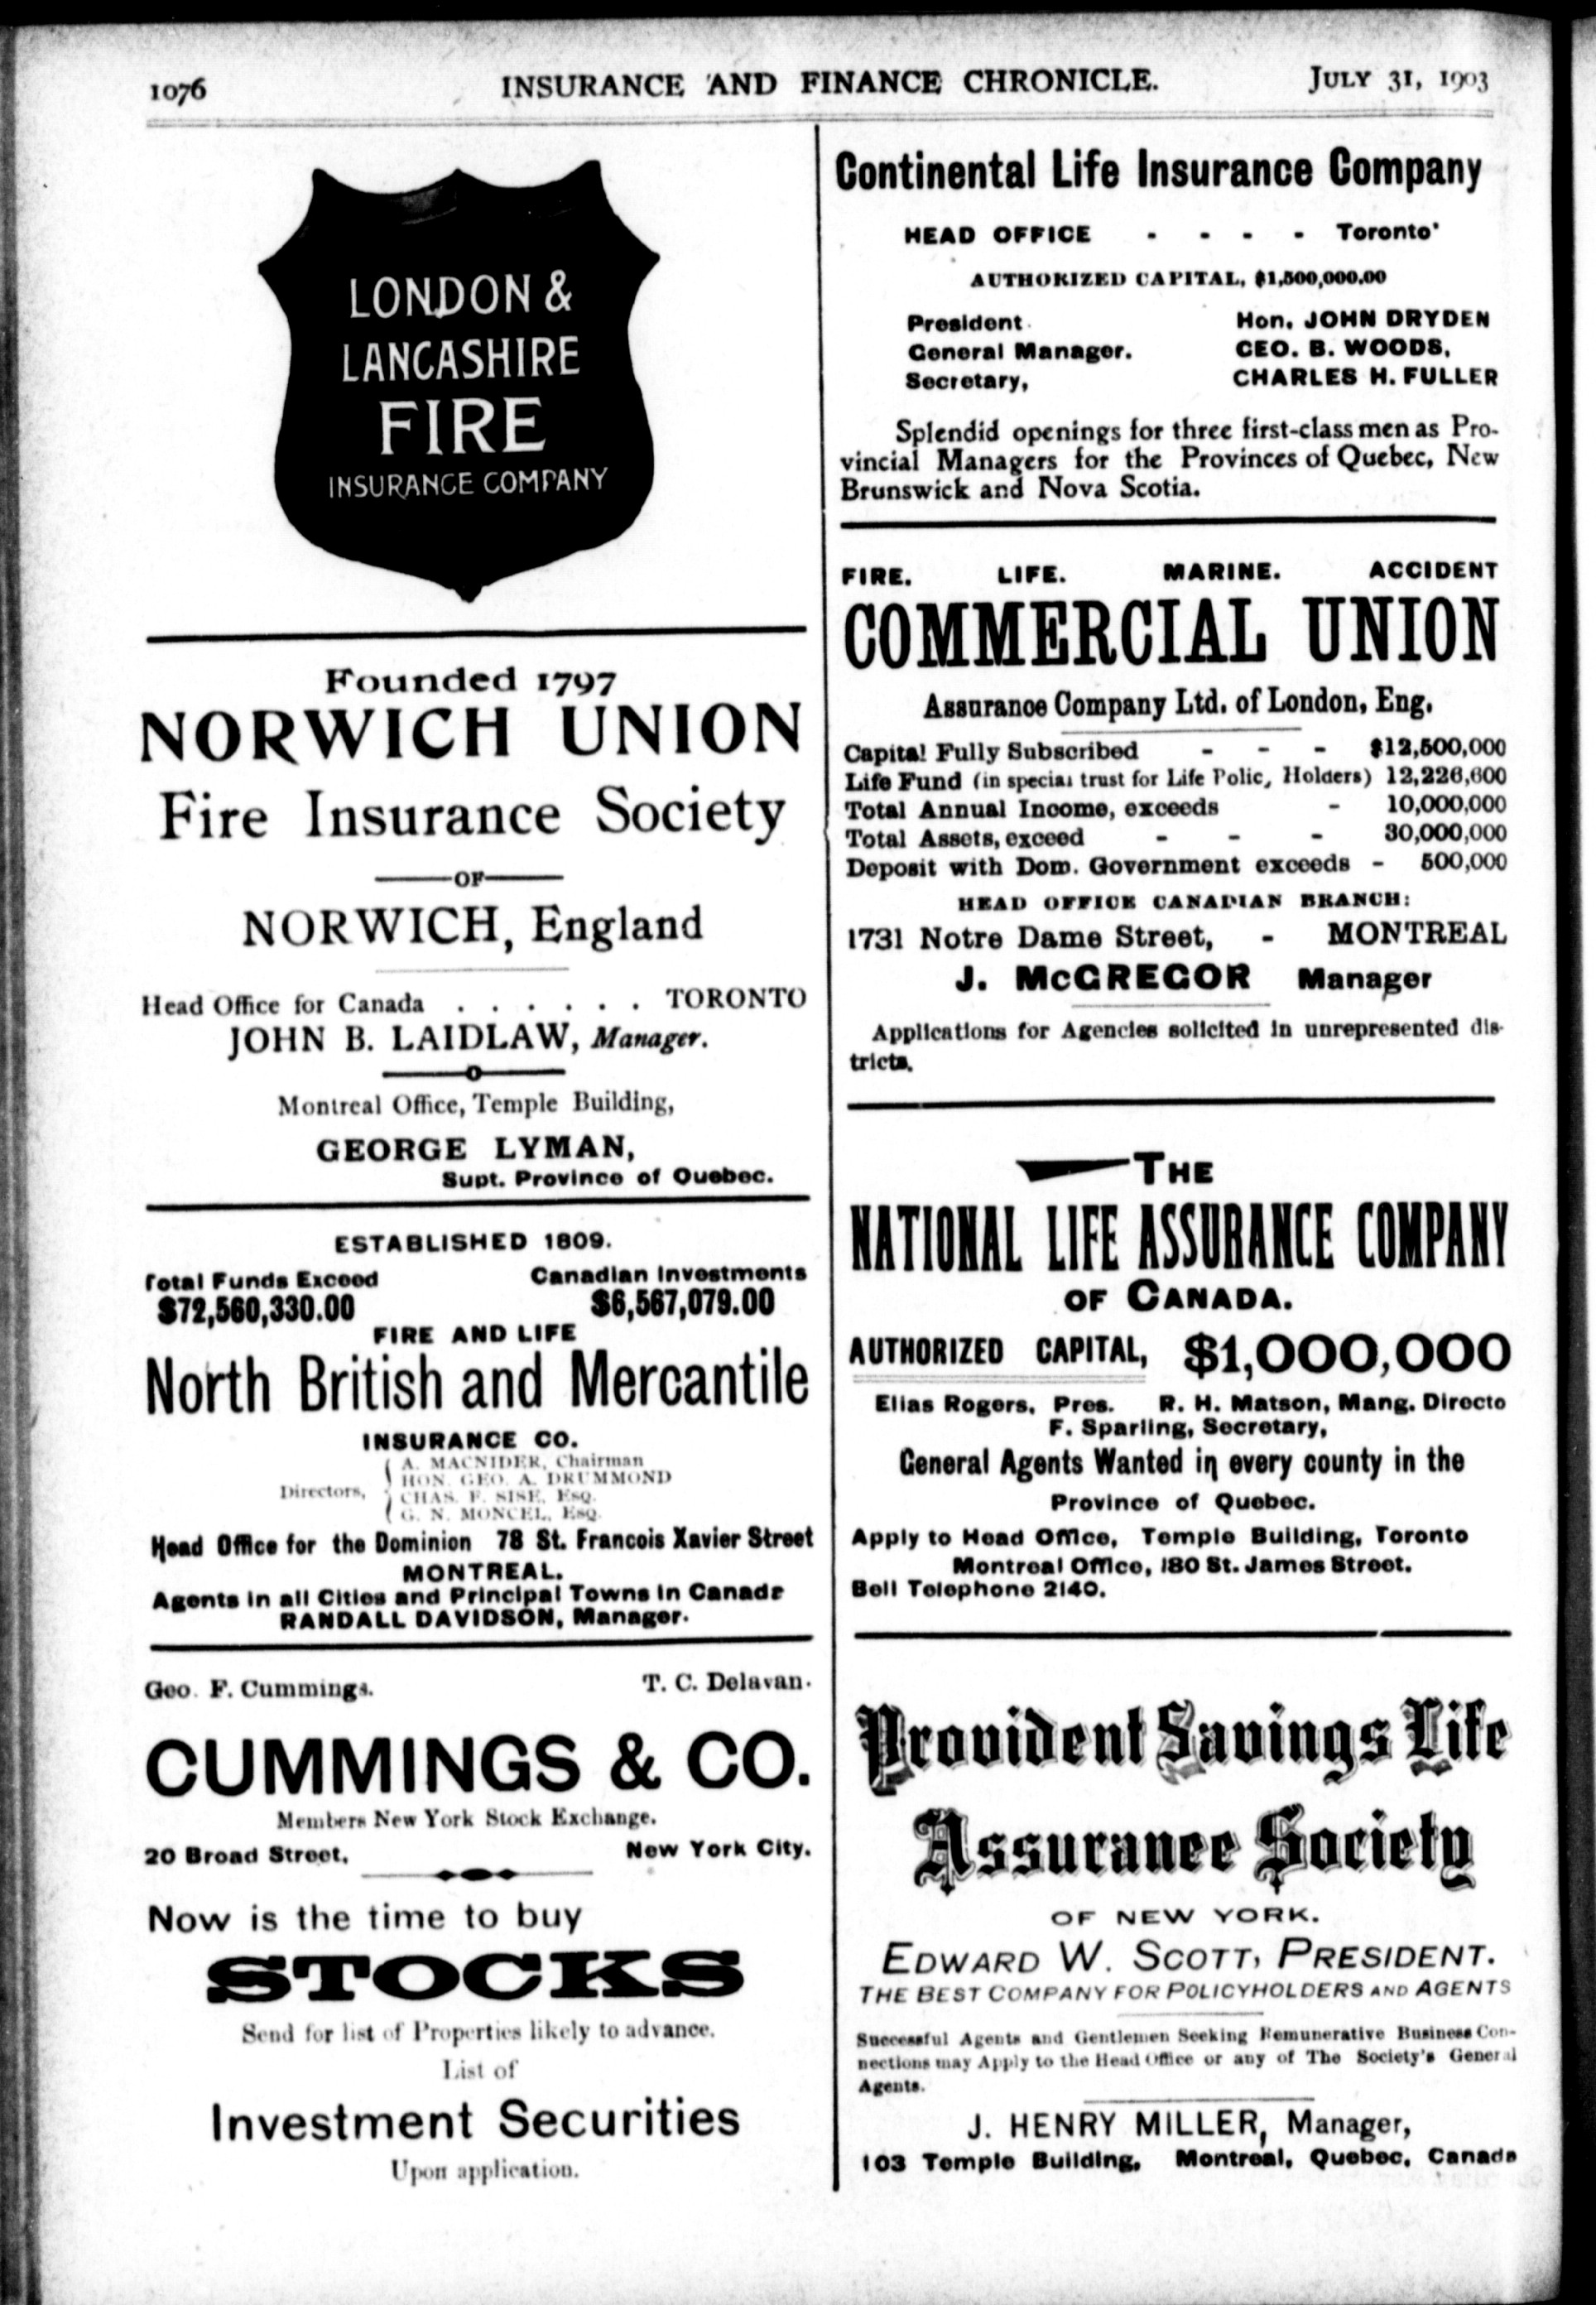 1076 INSURANCE AND FINANCE CHRONICLE. JULY 31, 1903
LONDON &
LANCASHIRE
FIRE
INSURANCE COMPANY
Founded 1797
NORWICH UNION
Fire Insurance Society
OF
NORWICH, England
Head Office for Canada . . . . . . TORONTO
JOHN B. LAIDLAW, Manager.
Montreal Office, Temple Building,
GEORGE LYMAN,
Supt. Province of Quebec.
ESTABLISHED 1809.
Total Funds Exceed Canadian Investments
$72,560,330.00 $6,567,079.00
FIRE AND LIFE
North British and Mercantile
INSURANCE CO.
Directors, A. MACNIDER, Chairman
HON. GEO. A. DRUMMOND
CHAS. F. SISE, Esq.
G. N. MONCEL, Esq.
Head Office for the Dominion 78 St. Francois Xavier Street
MONTREAL.
Agents in all Cities and Principal Towns in Canada
RANDALL DAVIDSON, Manager.
Geo. F. Cummings. T. C. Delavan.
CUMMINGS & CO.
Members New York Stock Exchange.
20 Broad Street, New York City.
Now is the time to buy
STOCKS
Send for list of Properties likely to advance.
List of
Investment Securities
Upon application.
Continental Life Insurance Company
HEAD OFFICE - - - - Toronto
AUTHORIZED CAPITAL, $1,500,000.00
President Hon. JOHN DRYDEN
General Manager. GEO. B. WOODS,
Secretary, CHARLES H. FULLER
Splendid openings for three first-class men as Pro-
vincial Managers for the Provinces of Quebec, New
Brunswick and Nova Scotia.
FIRE. LIFE. MARINE. ACCIDENT
COMMERCIAL UNION
Assurance Company Ltd. of London, Eng.
Capital Fully Subscribed - - - $12,500,000
Life Fund (in special trust for Life Policy Holders) 12,226,600
Total Annual Income, exceeds - 10,000,000
Total Assets, exceed - - - 30,000,000
Deposit with Dom. Government exceeds - 500,000
HEAD OFFICE CANADIAN BRANCH:
1731 Notre Dame Street, - MONTREAL
J. McGREGOR Manager
Applications for Agencies solicited in unrepresented dis-
tricts.
THE
NATIONAL LIFE ASSURANCE COMPANY
OF CANADA.
AUTHORIZED CAPITAL, $1,000,000
Elias Rogers, Pres. R. H. Matson, Mang. Directo
F. Sparling, Secretary,
General Agents Wanted in every county in the
Province of Quebec.
Apply to Head Office, Temple Building, Toronto
Montreal Office, 180 St. James Street.
Bell Telephone 2140.
Provident Savings Life
Assurance Society
OF NEW YORK.
EDWARD W. SCOTT, PRESIDENT.
THE BEST COMPANY FOR POLICYHOLDERS AND AGENTS
Successful Agents and Gentlemen Seeking Remunerative Business Con-
nections may Apply to the Head Office or any of The Society's General
Agents.
J. HENRY MILLER, Manager,
103 Temple Building, Montreal, Quebec, Canada